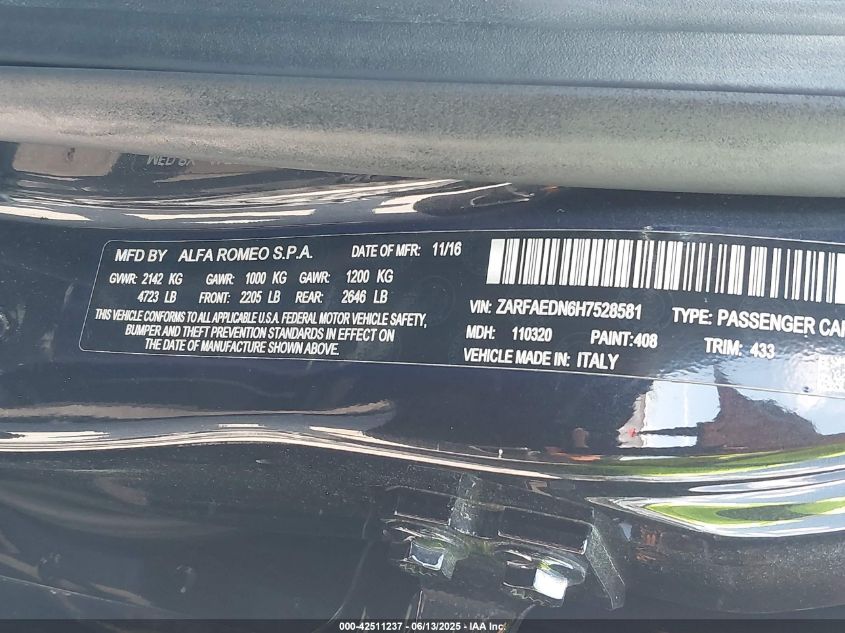 MFD BY ALFA ROMEO S.P.A. DATE OF MFR: 11/16
GVWR: 2142 KG GAWR: 1000 KG GAWR: 1200 KG
4723 LB FRONT: 2205 LB REAR: 2646 LB
THIS VEHICLE CONFORMS TO ALL APPLICABLE U.S.A. FEDERAL MOTOR VEHICLE SAFETY,
BUMPER AND THEFT PREVENTION STANDARDS IN EFFECT ON
THE DATE OF MANUFACTURE SHOWN ABOVE.
VIN: ZARFAEDN6H7528581 TYPE: PASSENGER CAR
MDH: 110320 PAINT: 408 TRIM: 433
VEHICLE MADE IN: ITALY
000-42511237 - 06/13/2025 - IAA Inc.